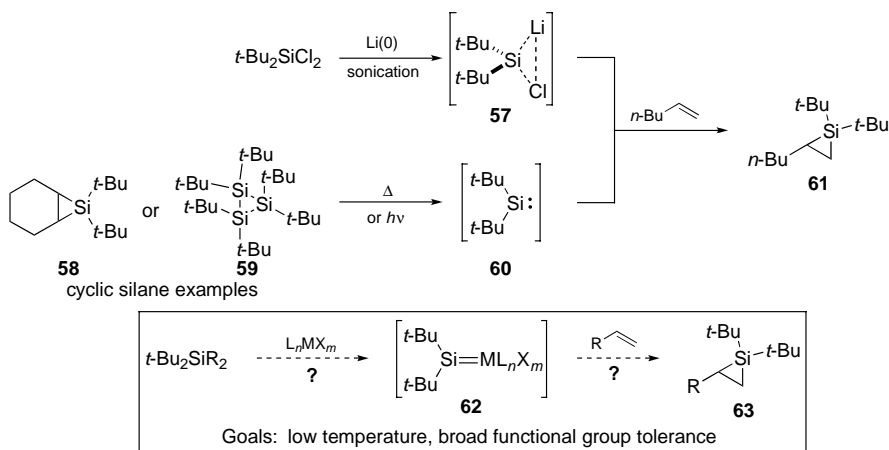 t-Bu2SiCl2
Li(0)
sonication
t-Bu
t-Bu
Si
Li
Cl
57
n-Bu
t-Bu
Si
t-Bu
n-Bu
61
t-Bu
Si
t-Bu
58
or
t-Bu
t-Bu
t-Bu
t-Bu
Si
Si
Si
t-Bu
t-Bu
59
Δ
or hν
t-Bu
Si:
t-Bu
60
cyclic silane examples
t-Bu2SiR2
LnMXm
?
t-Bu
Si=MLnXm
t-Bu
62
R
?
t-Bu
Si
t-Bu
R
63
Goals: low temperature, broad functional group tolerance